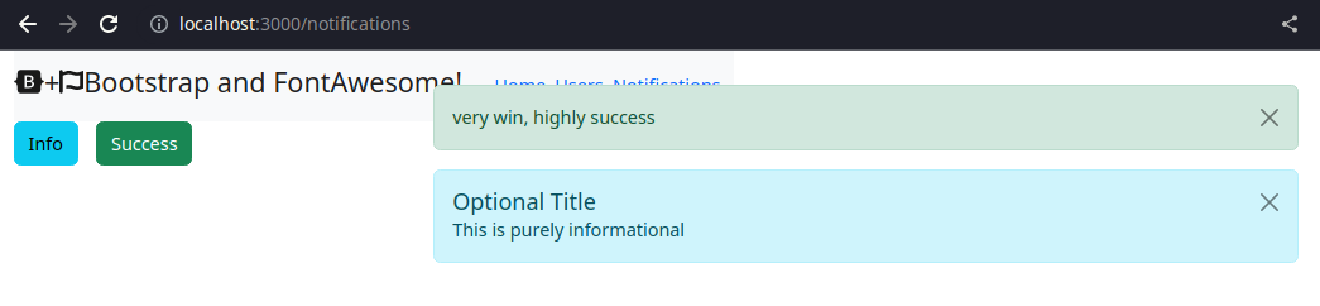 localhost:3000/notifications
B+Bootstrap and FontAwesome! Home Users Notifications
very win, highly success
Info Success
Optional Title
This is purely informational